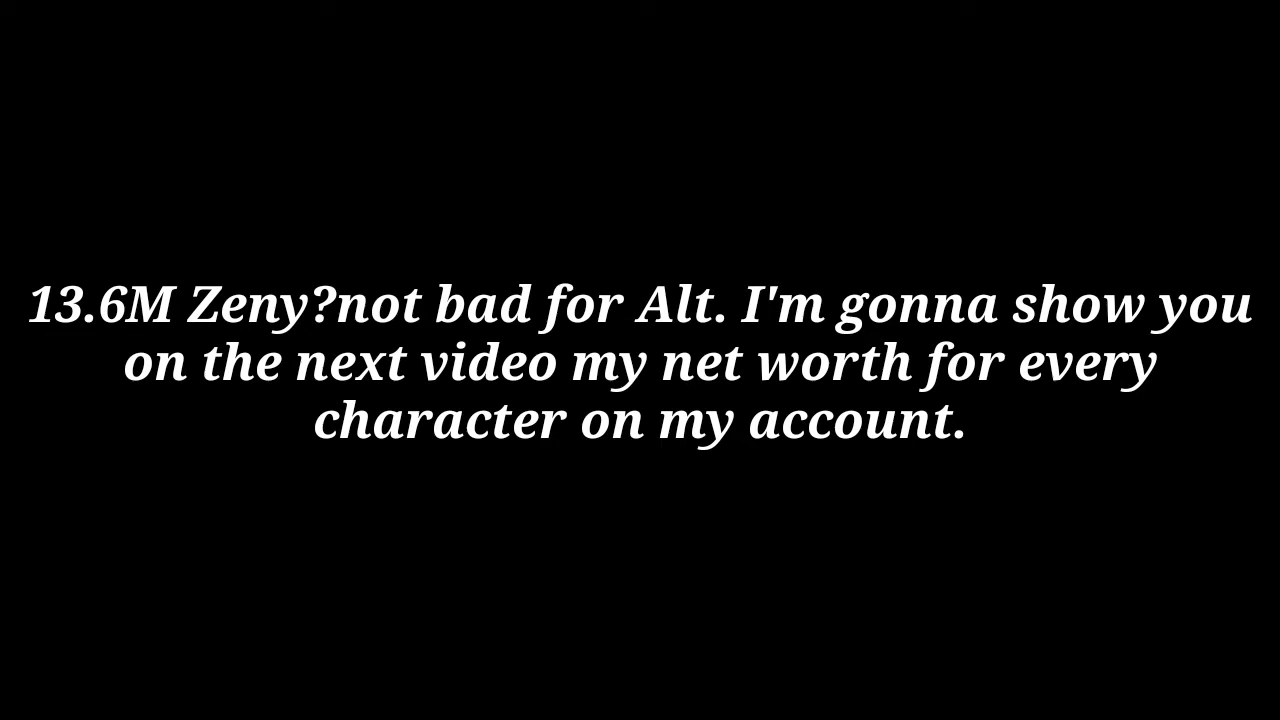 13.6M Zeny?not bad for Alt. I'm gonna show you
on the next video my net worth for every
character on my account.